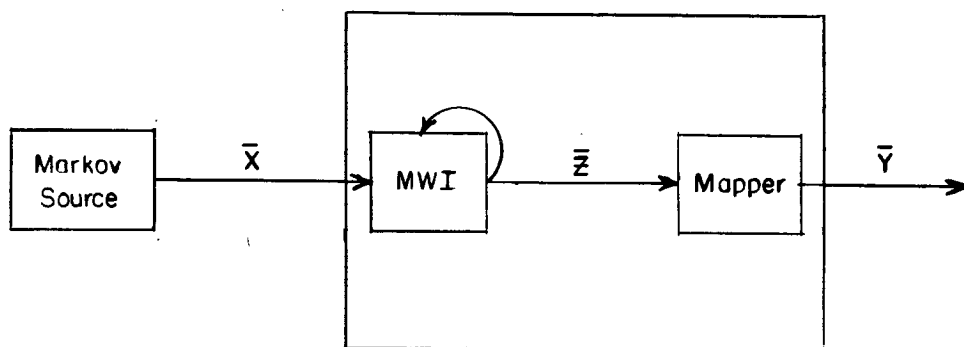 Markov
Source
X̅
MWI
Z̅
Mapper
Y̅